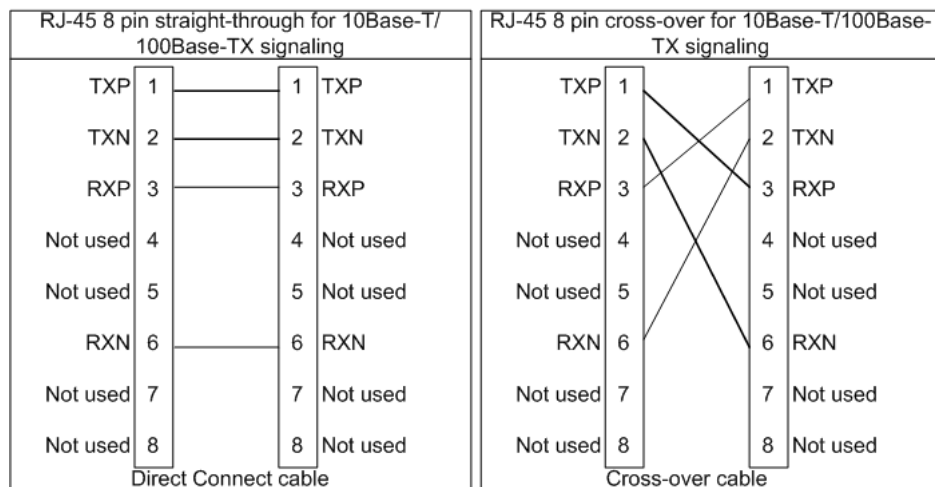 RJ-45 8 pin straight-through for 10Base-T/
100Base-TX signaling
TXP 1 1 TXP
TXN 2 2 TXN
RXP 3 3 RXP
Not used 4 4 Not used
Not used 5 5 Not used
RXN 6 6 RXN
Not used 7 7 Not used
Not used 8 8 Not used
Direct Connect cable
RJ-45 8 pin cross-over for 10Base-T/100Base-
TX signaling
TXP 1 1 TXP
TXN 2 2 TXN
RXP 3 3 RXP
Not used 4 4 Not used
Not used 5 5 Not used
RXN 6 6 RXN
Not used 7 7 Not used
Not used 8 8 Not used
Cross-over cable